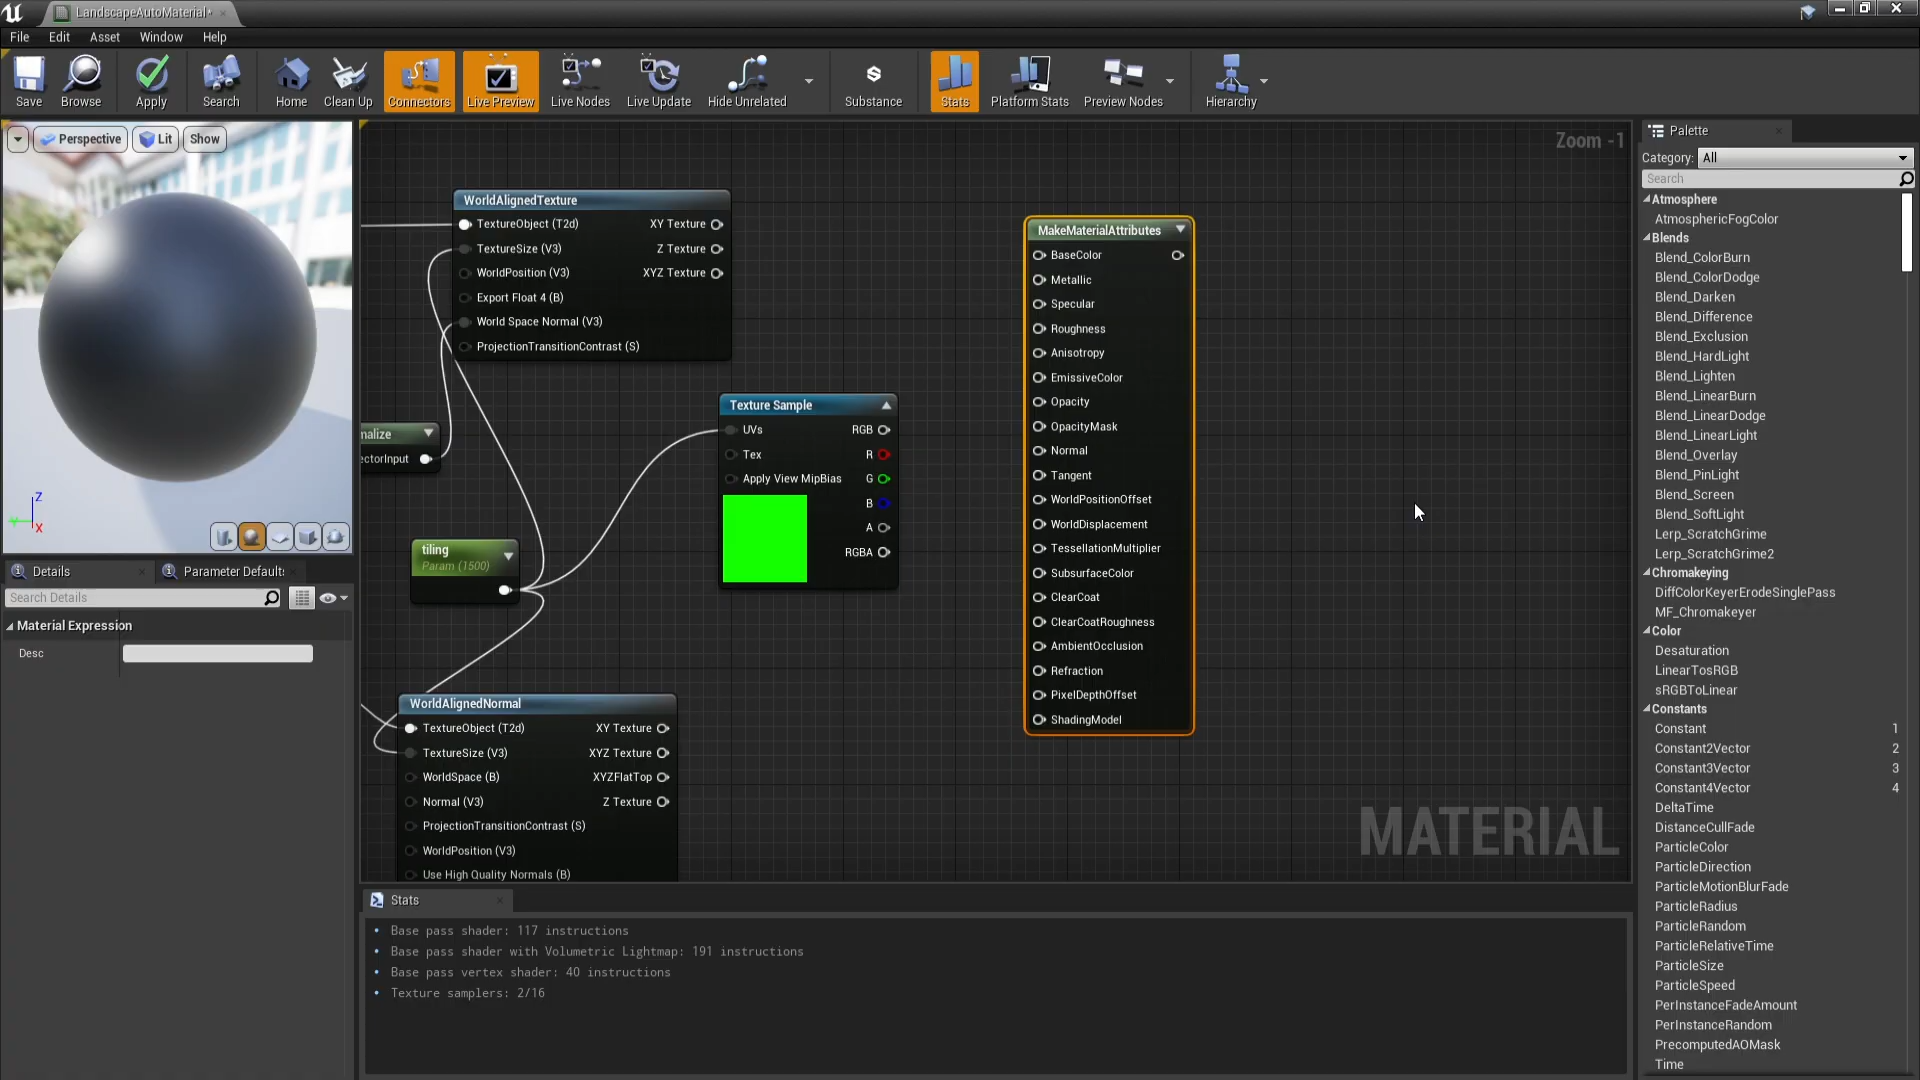 LandscapeAutoMaterial*
File Edit Asset Window Help
Save Browse Apply Search Home Clean Up Connectors Live Preview Live Nodes Live Update Hide Unrelated Substance Stats Platform Stats Preview Nodes Hierarchy
Perspective Lit Show
Z
Y
X
Details
Parameter Defaults
Search Details
Material Expression
Desc
Zoom -1
WorldAlignedTexture
TextureObject (T2d) XY Texture
TextureSize (V3) Z Texture
WorldPosition (V3) XYZ Texture
Export Float 4 (B)
World Space Normal (V3)
ProjectionTransitionContrast (S)
nalize
ectorInput
tiling
Param (1500)
Texture Sample
UVs RGB
Tex R
Apply View MipBias G
B
A
RGBA
WorldAlignedNormal
TextureObject (T2d) XY Texture
TextureSize (V3) XYZ Texture
WorldSpace (B) XYZFlatTop
Normal (V3) Z Texture
ProjectionTransitionContrast (S)
WorldPosition (V3)
Use High Quality Normals (B)
MakeMaterialAttributes
BaseColor
Metallic
Specular
Roughness
Anisotropy
EmissiveColor
Opacity
OpacityMask
Normal
Tangent
WorldPositionOffset
WorldDisplacement
TessellationMultiplier
SubsurfaceColor
ClearCoat
ClearCoatRoughness
AmbientOcclusion
Refraction
PixelDepthOffset
ShadingModel
MATERIAL
Stats
Base pass shader: 117 instructions
Base pass shader with Volumetric Lightmap: 191 instructions
Base pass vertex shader: 40 instructions
Texture samplers: 2/16
Palette
Category: All
Search
Atmosphere
AtmosphericFogColor
Blends
Blend_ColorBurn
Blend_ColorDodge
Blend_Darken
Blend_Difference
Blend_Exclusion
Blend_HardLight
Blend_Lighten
Blend_LinearBurn
Blend_LinearDodge
Blend_LinearLight
Blend_Overlay
Blend_PinLight
Blend_Screen
Blend_SoftLight
Lerp_ScratchGrime
Lerp_ScratchGrime2
Chromakeying
DiffColorKeyerErodeSinglePass
MF_Chromakeyer
Color
Desaturation
LinearTosRGB
sRGBToLinear
Constants
Constant 1
Constant2Vector 2
Constant3Vector 3
Constant4Vector 4
DeltaTime
DistanceCullFade
ParticleColor
ParticleDirection
ParticleMotionBlurFade
ParticleRadius
ParticleRandom
ParticleRelativeTime
ParticleSize
ParticleSpeed
PerInstanceFadeAmount
PerInstanceRandom
PrecomputedAOMask
Time